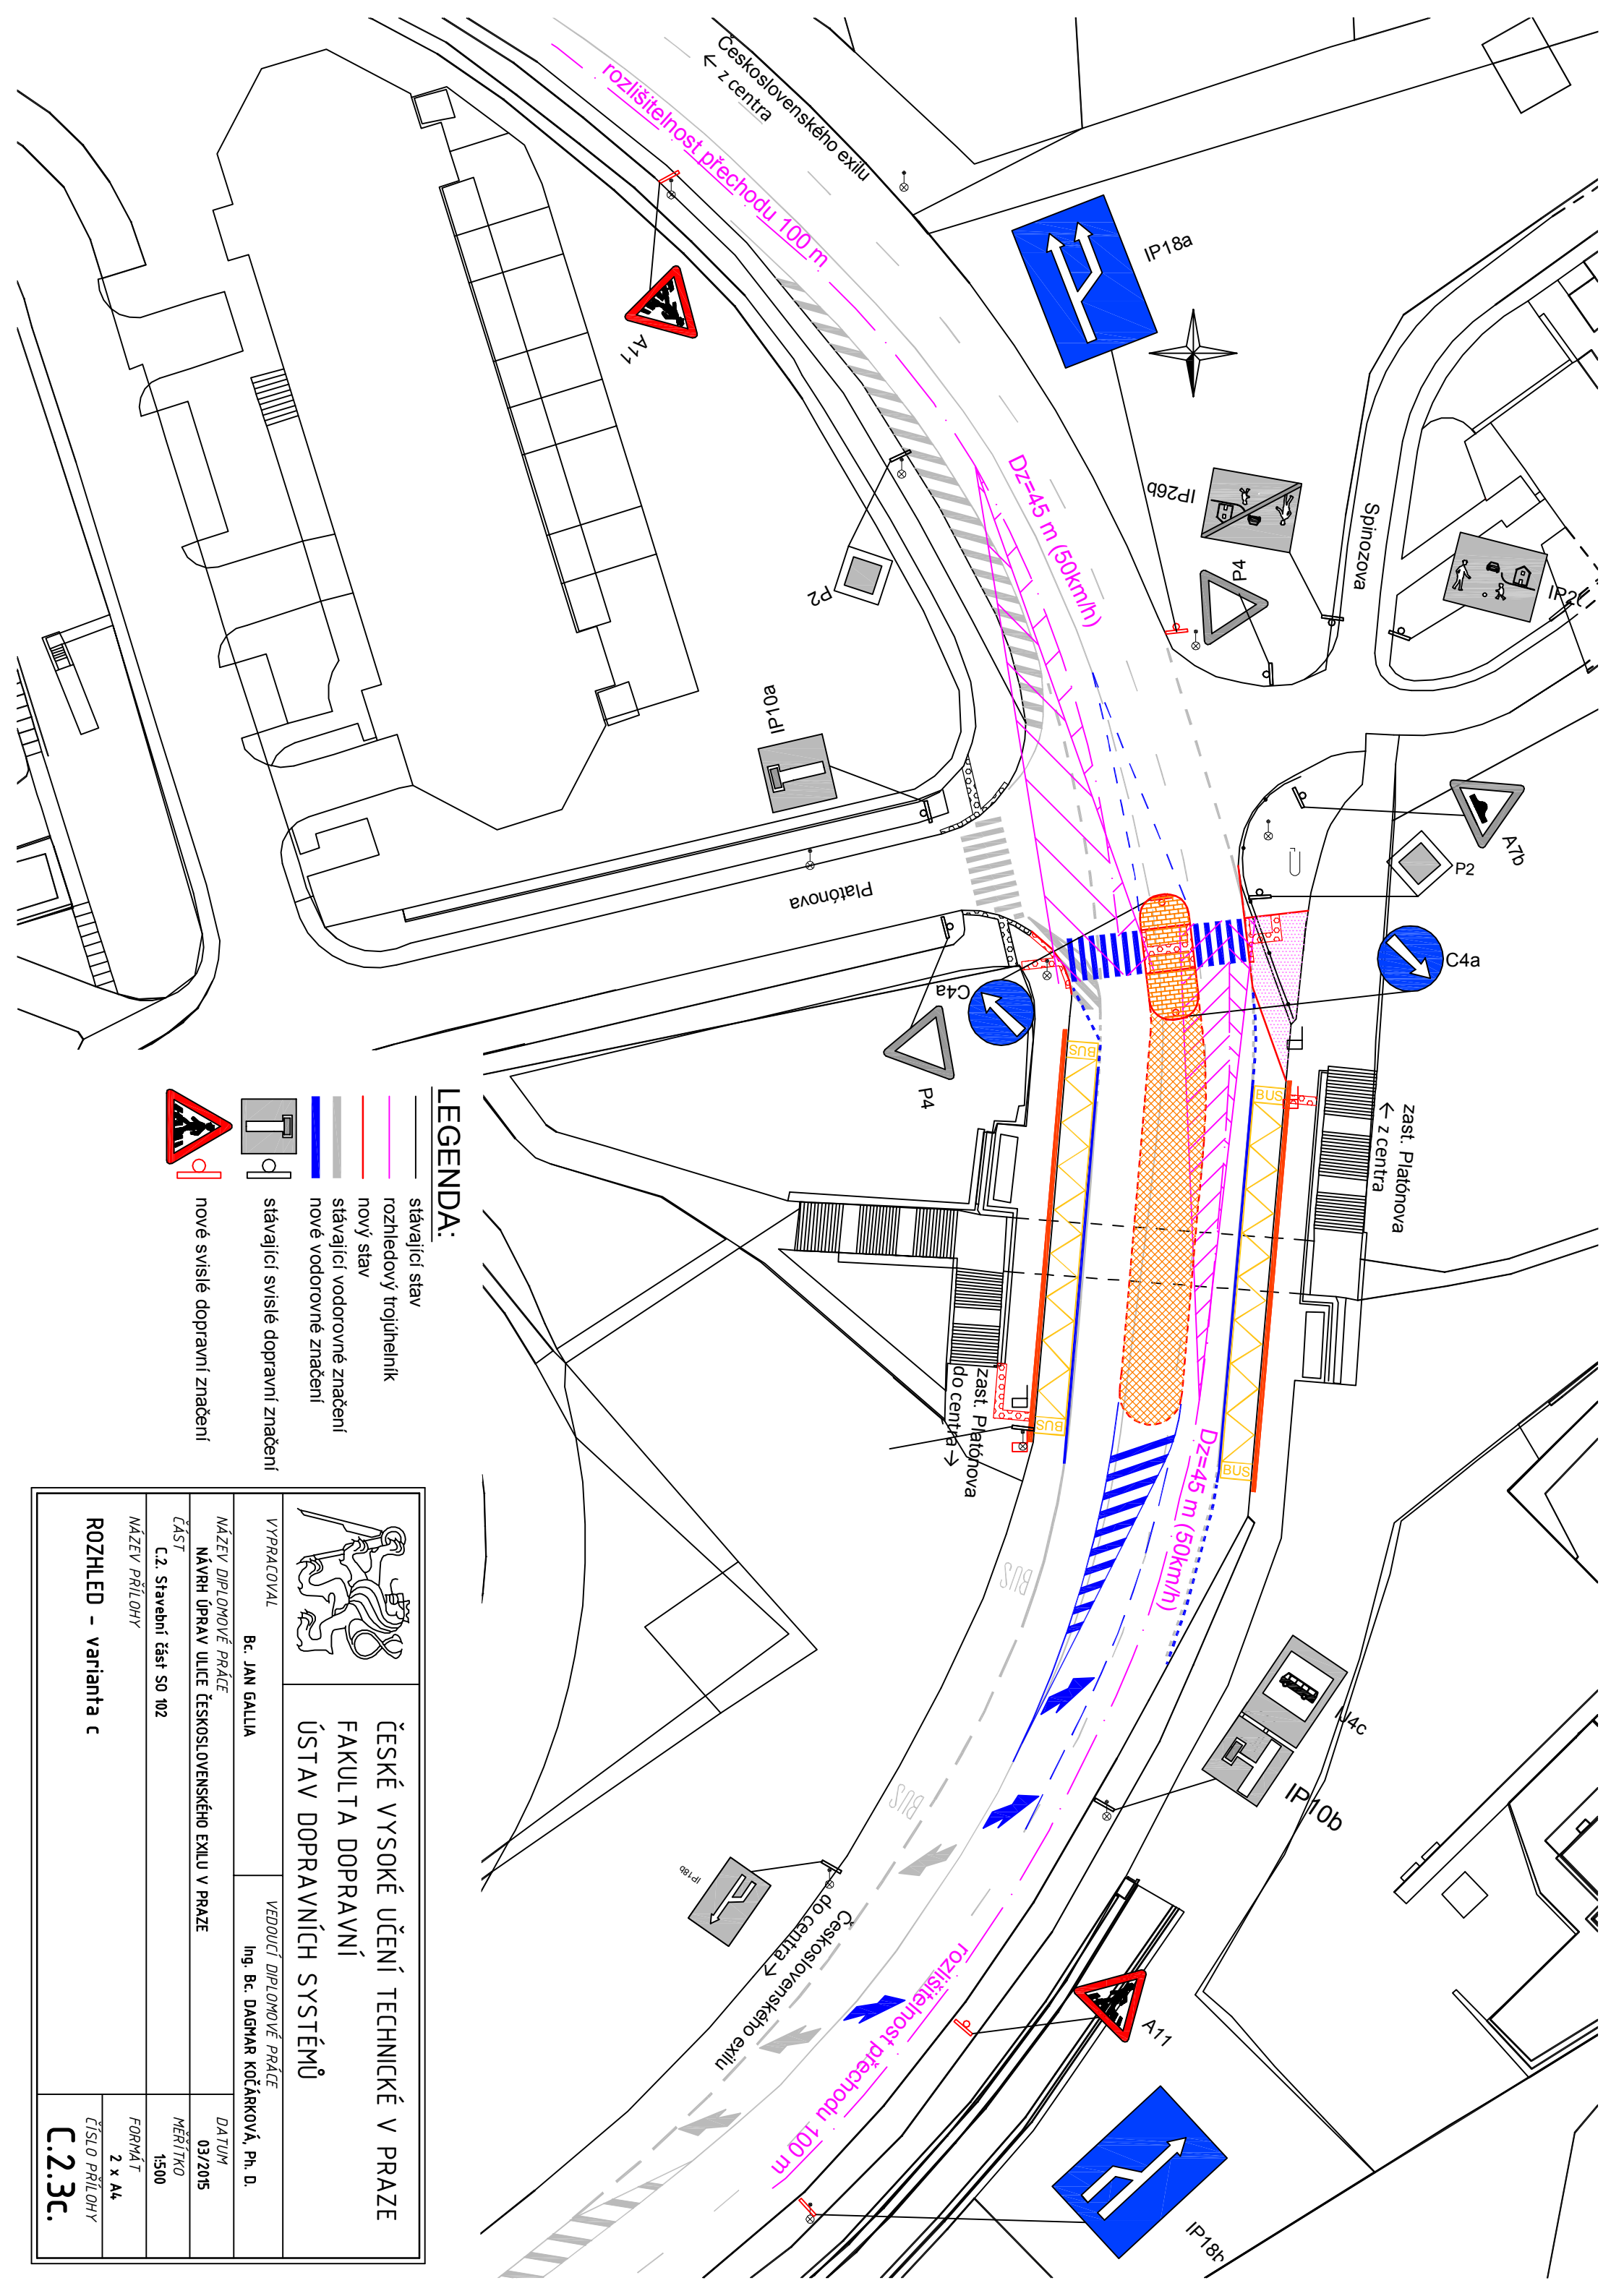 Československého exilu
← z centra
rozlišitelnost přechodu 100 m
IP18a
A11
Dz=45 m (50km/h)
IP26b
P4
Spinozova
P2
IP10a
A7b
P2
Platónova
C4a
C4a
P4
BUS
BUS
zast. Platónova
← z centra
zast. Platónova
do centra →
BUS
BUS
Dz=45 m (50km/h)
BUS
IJ4c
IP10b
BUS
IP18b
Československého exilu
do centra →
rozlišitelnost přechodu 100 m
A11
IP18b
LEGENDA:
stávající stav
rozhledový trojúhelník
nový stav
stávající vodorovné značení
nové vodorovné značení
stávající svislé dopravní značení
nové svislé dopravní značení
ČESKÉ VYSOKÉ UČENÍ TECHNICKÉ V PRAZE
FAKULTA DOPRAVNÍ
ÚSTAV DOPRAVNÍCH SYSTÉMŮ
VYPRACOVAL
Bc. JAN GALLIA
VEDOUCÍ DIPLOMOVÉ PRÁCE
Ing. Bc. DAGMAR KOČÁRKOVÁ, Ph. D.
NÁZEV DIPLOMOVÉ PRÁCE
NÁVRH ÚPRAV ULICE ČESKOSLOVENSKÉHO EXILU V PRAZE
DATUM
03/2015
ČÁST
C.2. Stavební část SO 102
MĚŘÍTKO
1:500
NÁZEV PŘÍLOHY
ROZHLED - varianta c
FORMÁT
2 x A4
ČÍSLO PŘÍLOHY
C.2.3c.